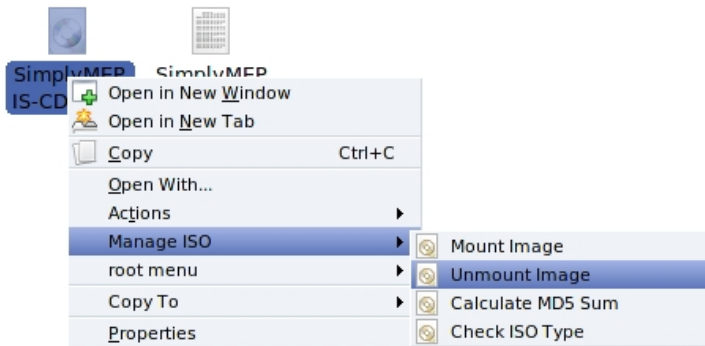 SimplyMEP SimplyMEP
IS-CD
Open in New Window
Open in New Tab
Copy Ctrl+C
Open With...
Actions
Manage ISO
root menu
Copy To
Properties
Mount Image
Unmount Image
Calculate MD5 Sum
Check ISO Type